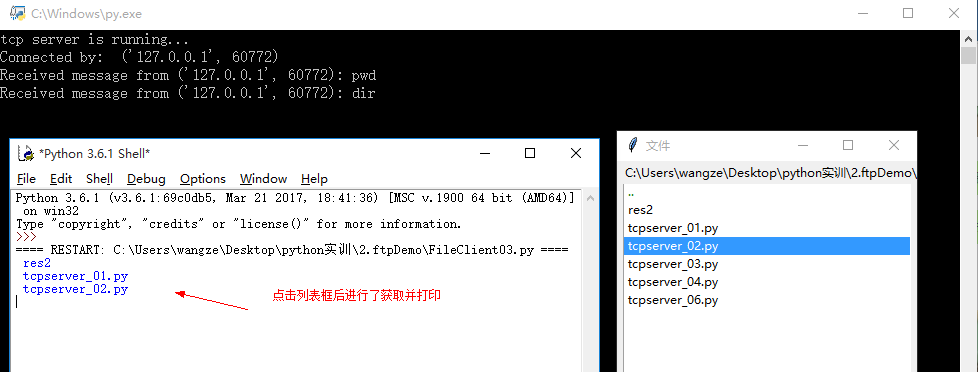 C:\Windows\py.exe
tcp server is running...
Connected by:  ('127.0.0.1', 60772)
Received message from ('127.0.0.1', 60772): pwd
Received message from ('127.0.0.1', 60772): dir
*Python 3.6.1 Shell*
File Edit Shell Debug Options Window Help
Python 3.6.1 (v3.6.1:69c0db5, Mar 21 2017, 18:41:36) [MSC v.1900 64 bit (AMD64)]
on win32
Type "copyright", "credits" or "license()" for more information.
>>>
==== RESTART: C:\Users\wangze\Desktop\python实训\2.ftpDemo\FileClient03.py ====
res2
tcpserver_01.py
tcpserver_02.py
点击列表框后进行了获取并打印
文件
C:\Users\wangze\Desktop\python实训\2.ftpDemo\
..
res2
tcpserver_01.py
tcpserver_02.py
tcpserver_03.py
tcpserver_04.py
tcpserver_06.py